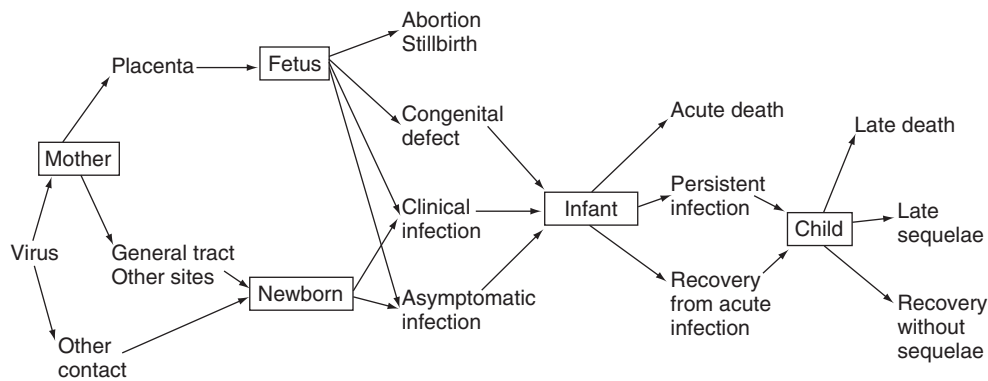 Abortion
Stillbirth
Placenta
Fetus
Congenital
defect
Acute death
Late death
Mother
Clinical
infection
Persistent
infection
Infant
Child
Late
sequelae
Virus
General tract
Other sites
Newborn
Asymptomatic
infection
Recovery
from acute
infection
Recovery
without
sequelae
Other
contact